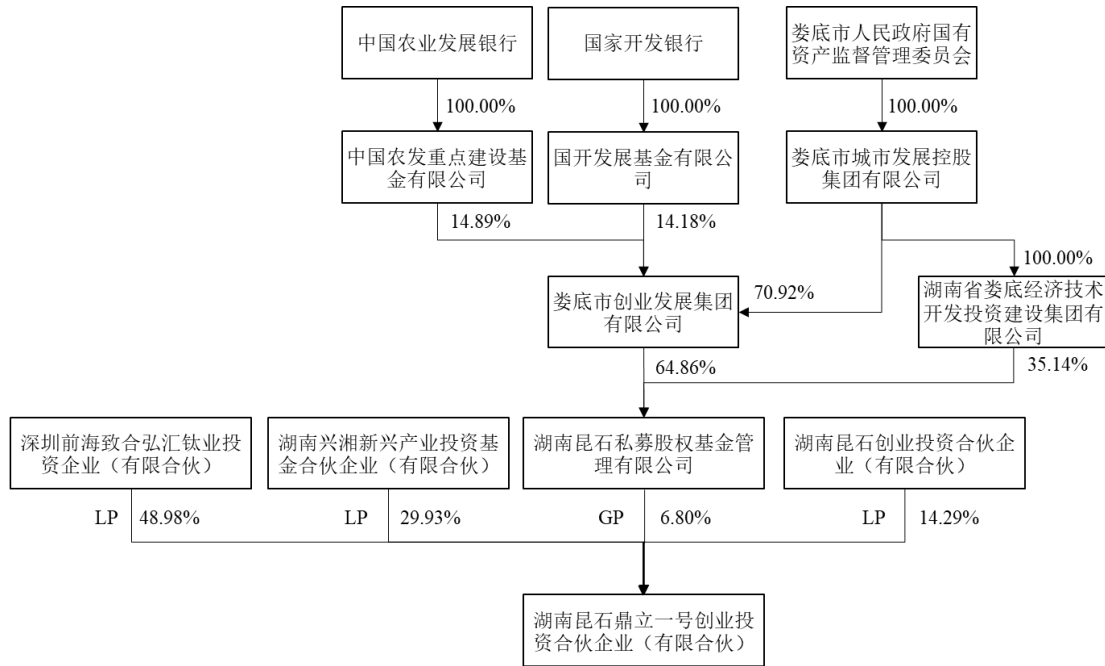 中国农业发展银行
国家开发银行
娄底市人民政府国有
资产监督管理委员会
100.00%
100.00%
100.00%
中国农发重点建设基
金有限公司
国开发展基金有限公
司
娄底市城市发展控股
集团有限公司
14.89%
14.18%
100.00%
娄底市创业发展集团
有限公司
70.92%
湖南省娄底经济技术
开发投资建设集团有
限公司
64.86%
35.14%
深圳前海致合弘汇钛业投
资企业（有限合伙）
湖南兴湘新兴产业投资基
金合伙企业（有限合伙）
湖南昆石私募股权基金管
理有限公司
湖南昆石创业投资合伙企
业（有限合伙）
LP 48.98%
LP 29.93%
GP 6.80%
LP 14.29%
湖南昆石鼎立一号创业投
资合伙企业（有限合伙）